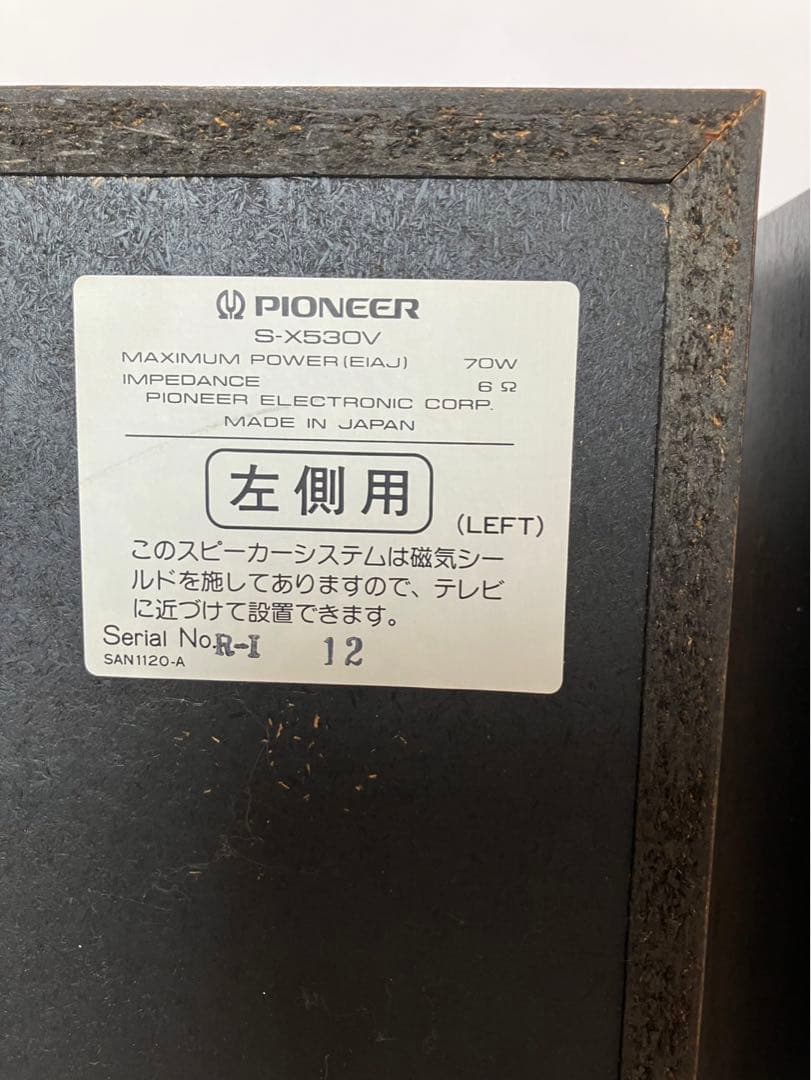 PIONEER
S-X530V
MAXIMUM POWER (EIAJ) 70W
IMPEDANCE 6Ω
PIONEER ELECTRONIC CORP.
MADE IN JAPAN
左側用
(LEFT)
このスピーカーシステムは磁気シー
ルドを施してありますので、テレビ
に近づけて設置できます。
Serial No. R-I 12
SAN1120-A